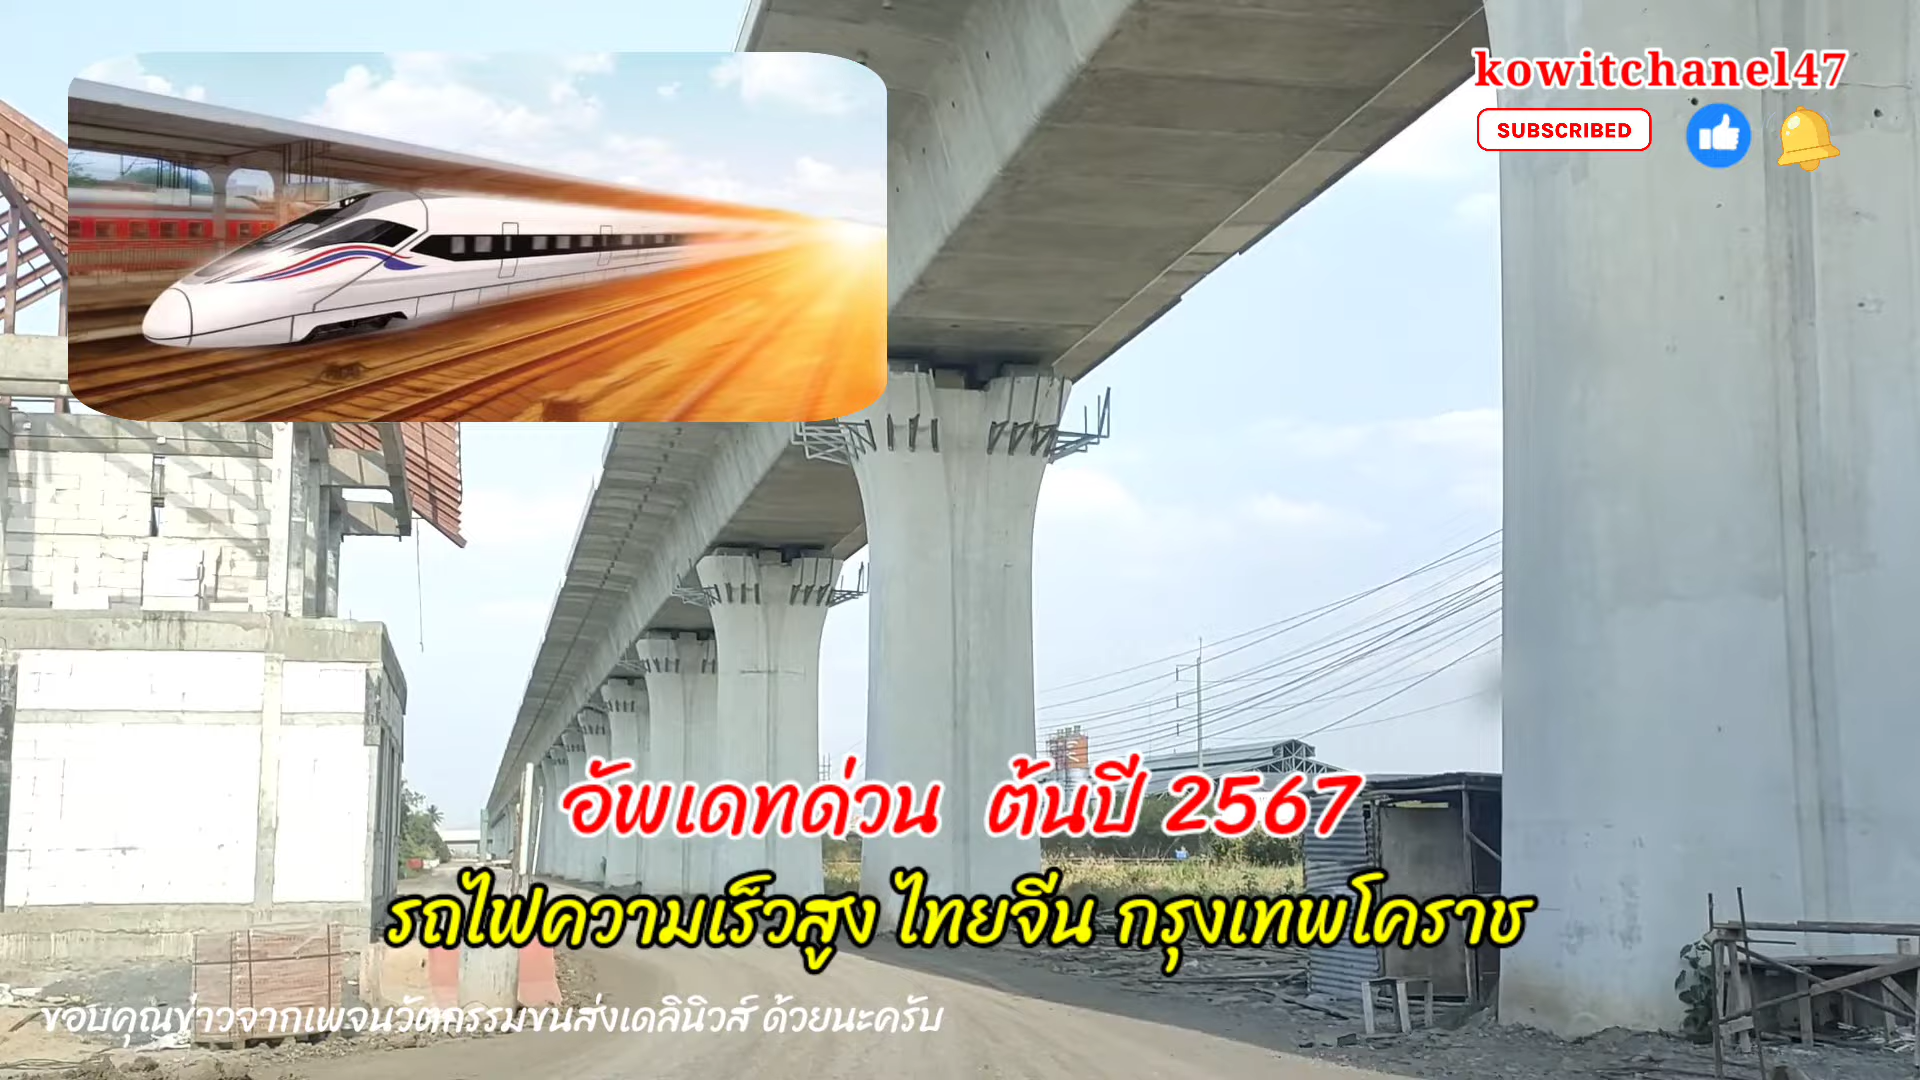 kowitchanel47
SUBSCRIBED
อัพเดทด่วน ต้นปี 2567
รถไฟความเร็วสูง ไทยจีน กรุงเทพโคราช
ขอบคุณข่าวจากเพจนวัตกรรมขนส่งเดลินิวส์ ด้วยนะครับ